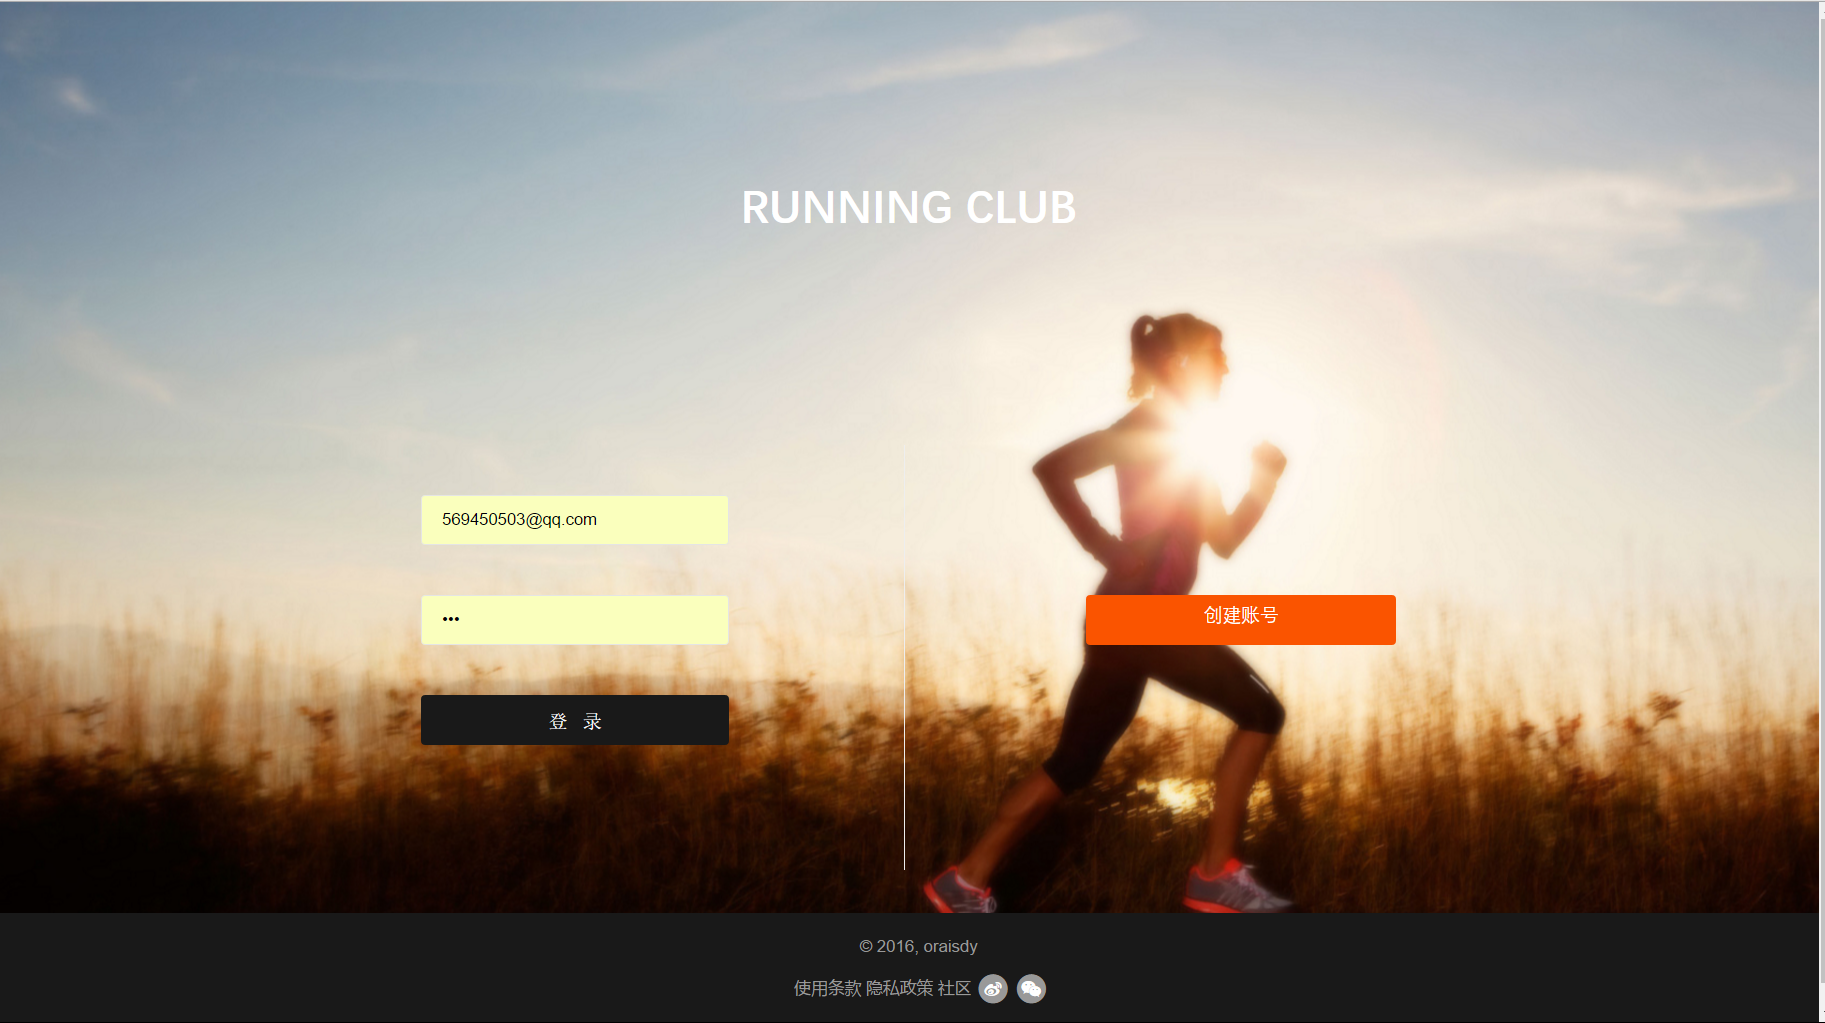 RUNNING CLUB
569450503@qq.com
•••
创建账号
登 录
© 2016, oraisdy
使用条款 隐私政策 社区